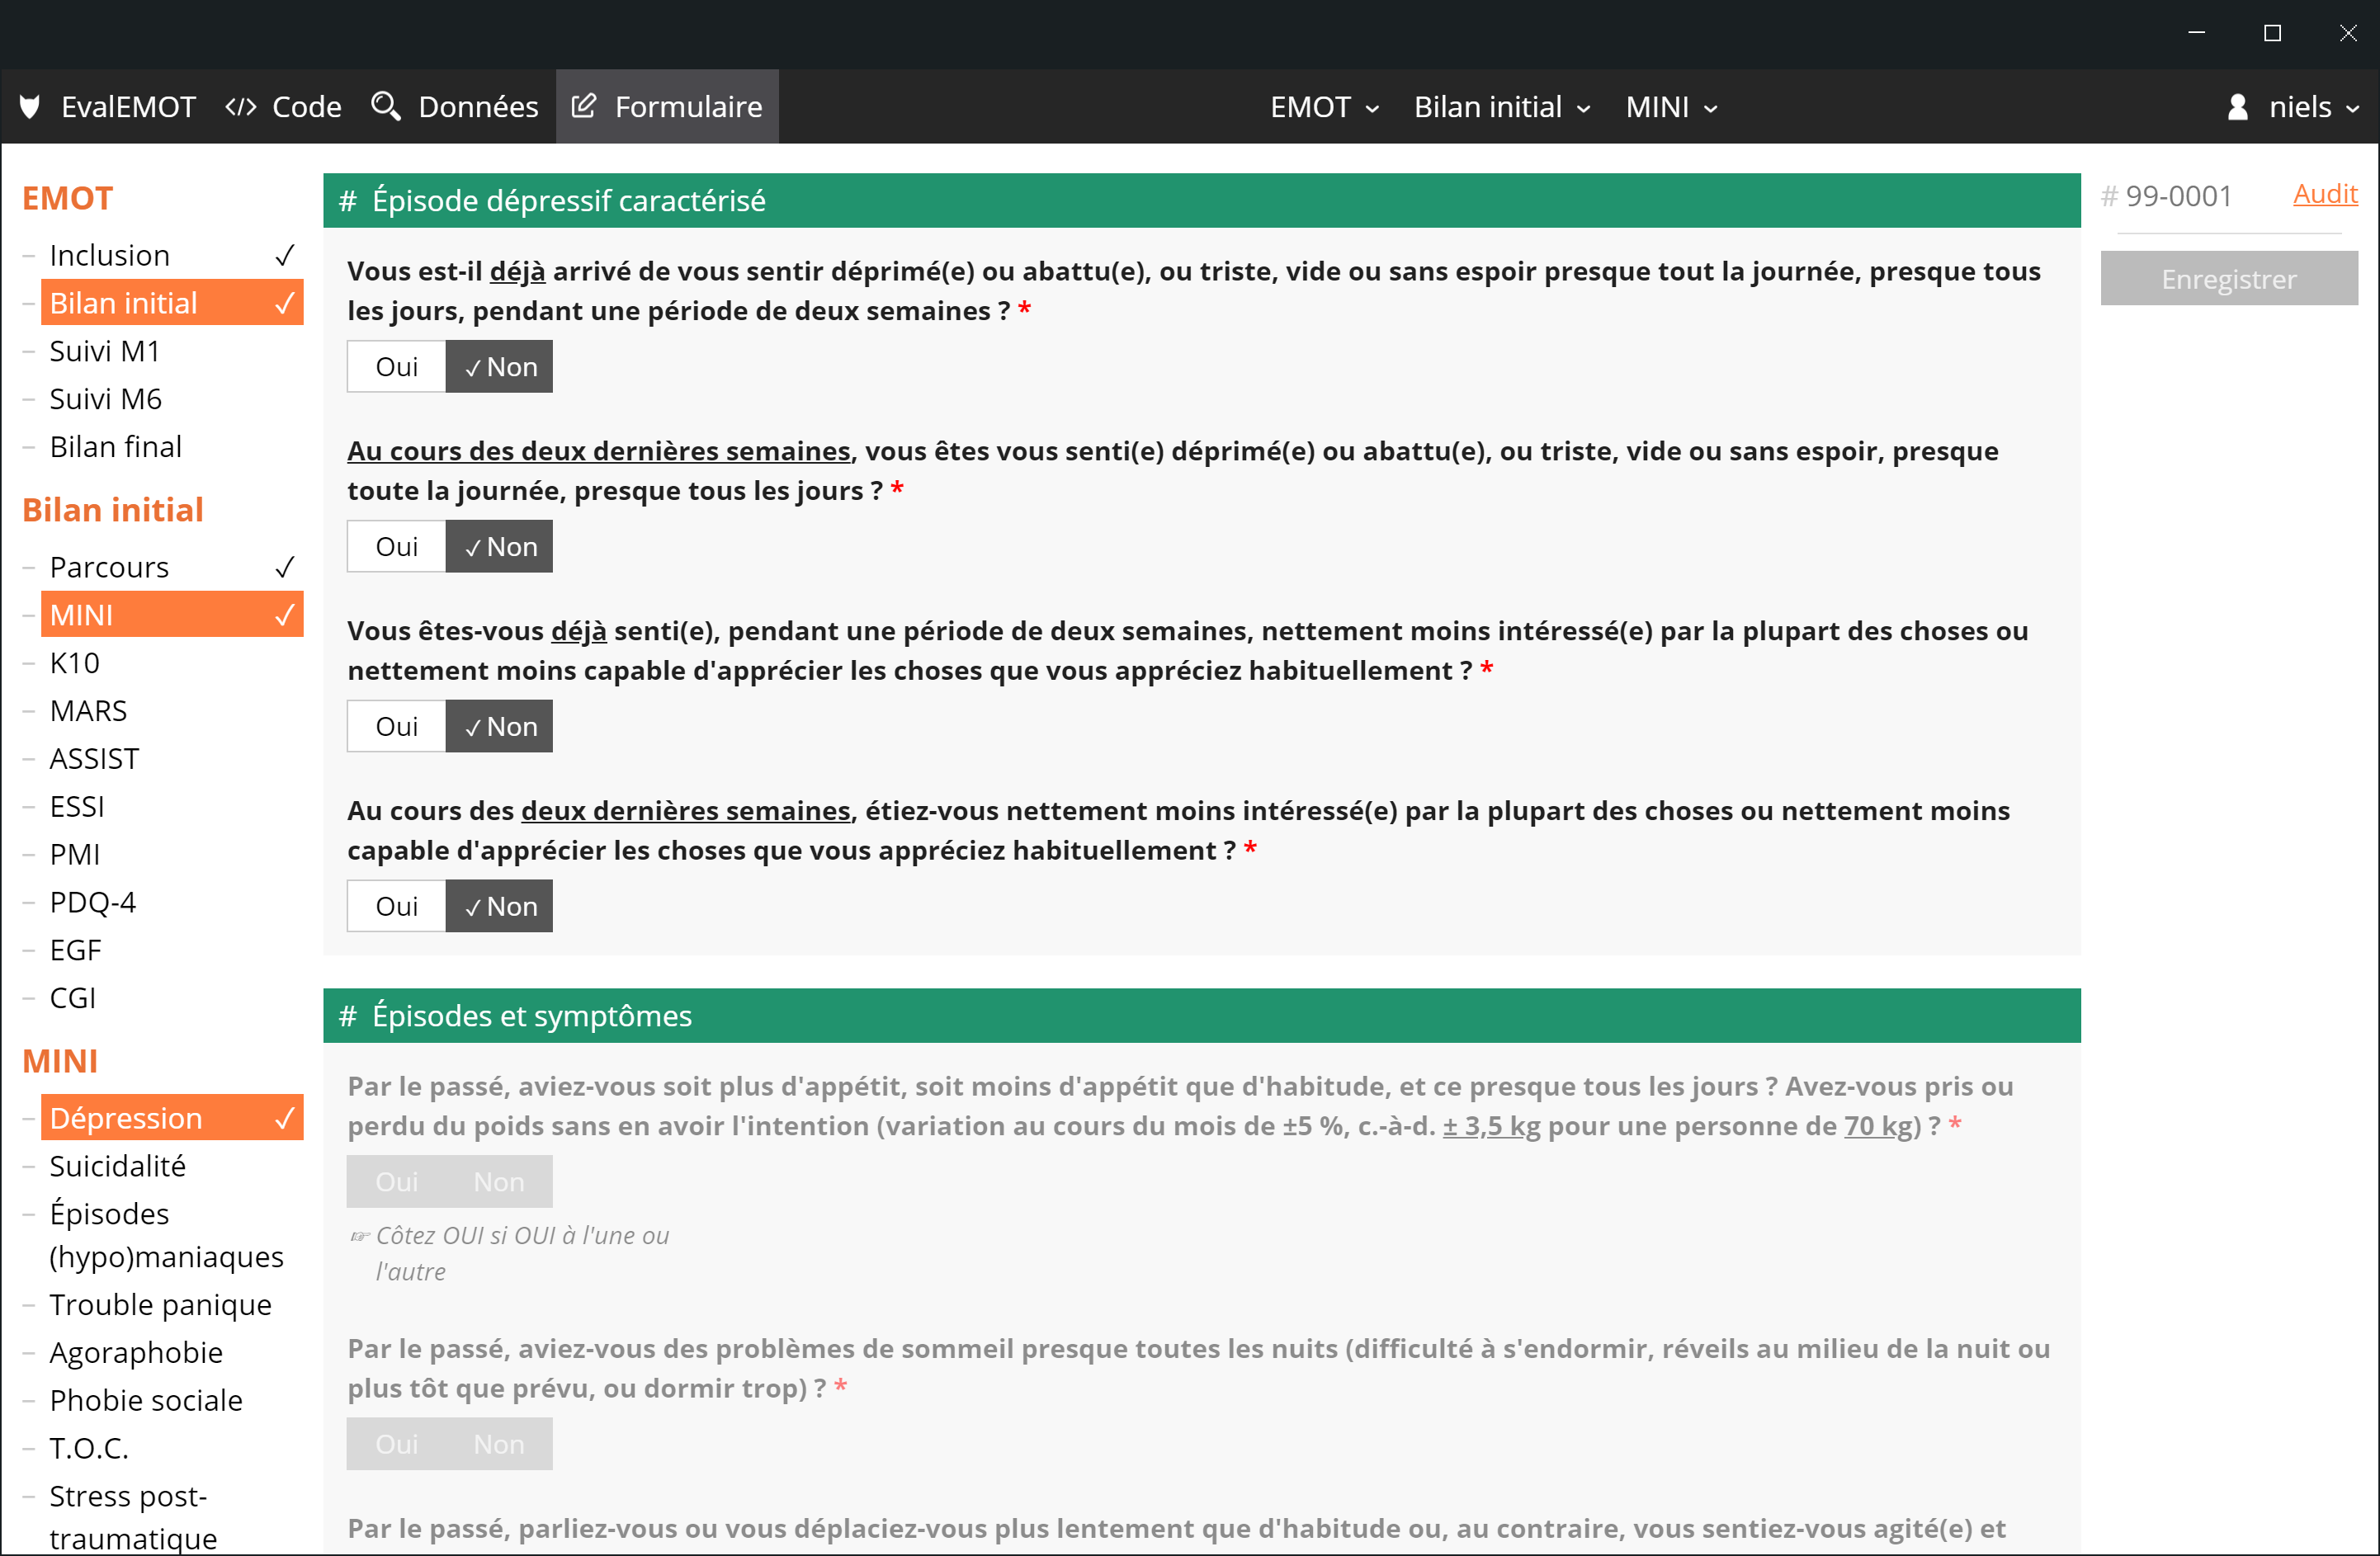 EvalEMOT Code Données Formulaire EMOT Bilan initial MINI niels
EMOT
Inclusion ✓
Bilan initial ✓
Suivi M1
Suivi M6
Bilan final
Bilan initial
Parcours ✓
MINI ✓
K10
MARS
ASSIST
ESSI
PMI
PDQ-4
EGF
CGI
MINI
Dépression ✓
Suicidalité
Épisodes
(hypo)maniaques
Trouble panique
Agoraphobie
Phobie sociale
T.O.C.
Stress post-
traumatique
# Épisode dépressif caractérisé
Vous est-il déjà arrivé de vous sentir déprimé(e) ou abattu(e), ou triste, vide ou sans espoir presque tout la journée, presque tous
les jours, pendant une période de deux semaines ? *
Oui ✓ Non
Au cours des deux dernières semaines, vous êtes vous senti(e) déprimé(e) ou abattu(e), ou triste, vide ou sans espoir, presque
toute la journée, presque tous les jours ? *
Oui ✓ Non
Vous êtes-vous déjà senti(e), pendant une période de deux semaines, nettement moins intéressé(e) par la plupart des choses ou
nettement moins capable d'apprécier les choses que vous appréciez habituellement ? *
Oui ✓ Non
Au cours des deux dernières semaines, étiez-vous nettement moins intéressé(e) par la plupart des choses ou nettement moins
capable d'apprécier les choses que vous appréciez habituellement ? *
Oui ✓ Non
# Épisodes et symptômes
Par le passé, aviez-vous soit plus d'appétit, soit moins d'appétit que d'habitude, et ce presque tous les jours ? Avez-vous pris ou
perdu du poids sans en avoir l'intention (variation au cours du mois de ±5 %, c.-à-d. ± 3,5 kg pour une personne de 70 kg) ? *
Oui Non
☞ Côtez OUI si OUI à l'une ou
l'autre
Par le passé, aviez-vous des problèmes de sommeil presque toutes les nuits (difficulté à s'endormir, réveils au milieu de la nuit ou
plus tôt que prévu, ou dormir trop) ? *
Oui Non
Par le passé, parliez-vous ou vous déplaciez-vous plus lentement que d'habitude ou, au contraire, vous sentiez-vous agité(e) et
# 99-0001 Audit
Enregistrer